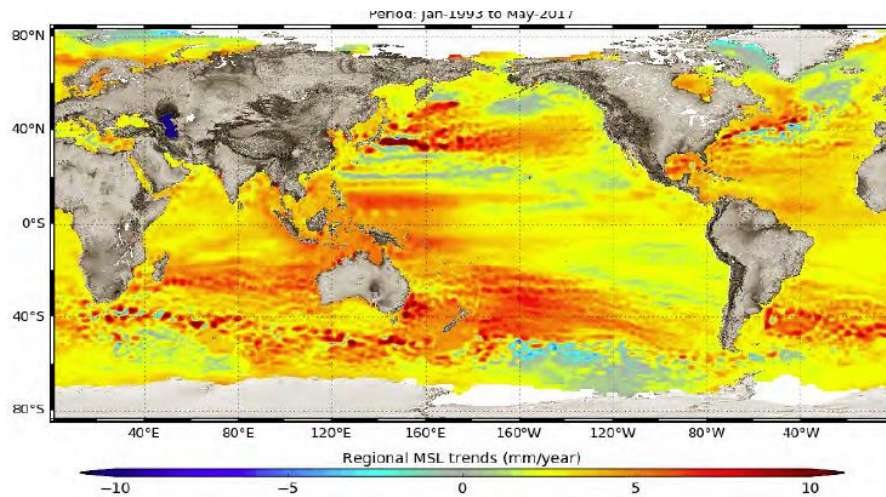 Period: Jan-1993 to May-2017
80°N
40°N
0°S
40°S
80°S
40°E 80°E 120°E 160°E 160°W 120°W 80°W 40°W
Regional MSL trends (mm/year)
−10 −5 0 5 10